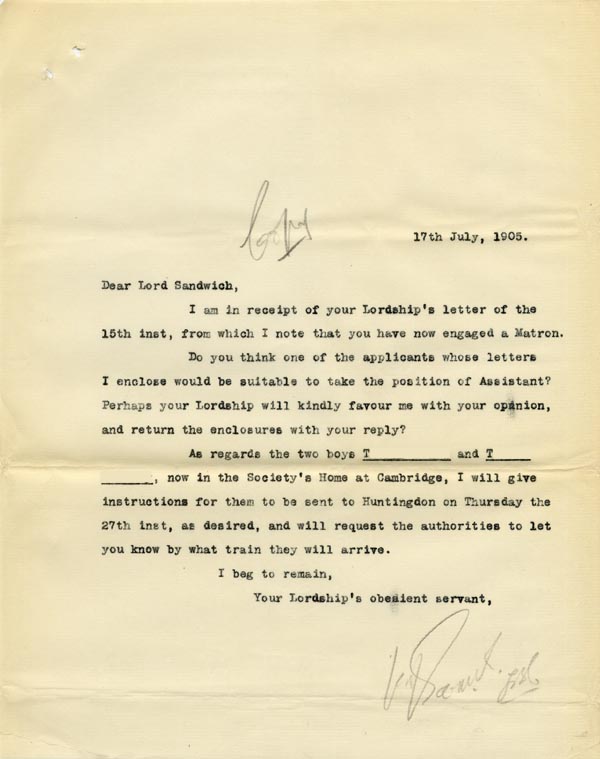 Copy
17th July, 1905.
Dear Lord Sandwich,
I am in receipt of your Lordship's letter of the
15th inst, from which I note that you have now engaged a Matron.
Do you think one of the applicants whose letters
I enclose would be suitable to take the position of Assistant?
Perhaps your Lordship will kindly favour me with your opinion,
and return the enclosures with your reply?
As regards the two boys T__________ and T_____
______, now in the Society's Home at Cambridge, I will give
instructions for them to be sent to Huntingdon on Thursday the
27th inst, as desired, and will request the authorities to let
you know by what train they will arrive.
I beg to remain,
Your Lordship's obedient servant,